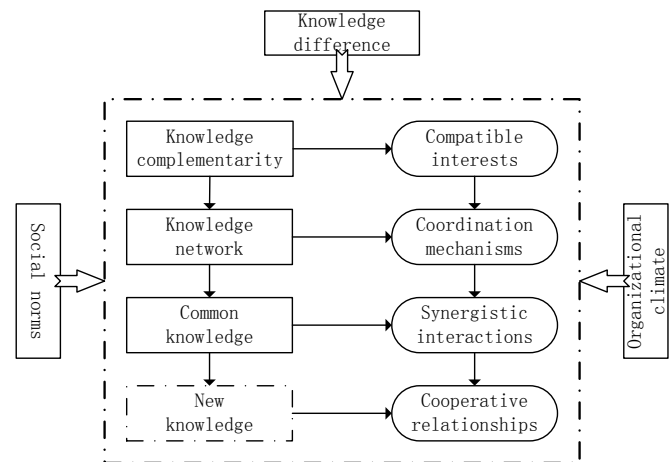 Knowledge
difference
Knowledge
complementarity
Compatible
interests
Social norms
Knowledge
network
Coordination
mechanisms
Organizational
climate
Common
knowledge
Synergistic
interactions
New
knowledge
Cooperative
relationships